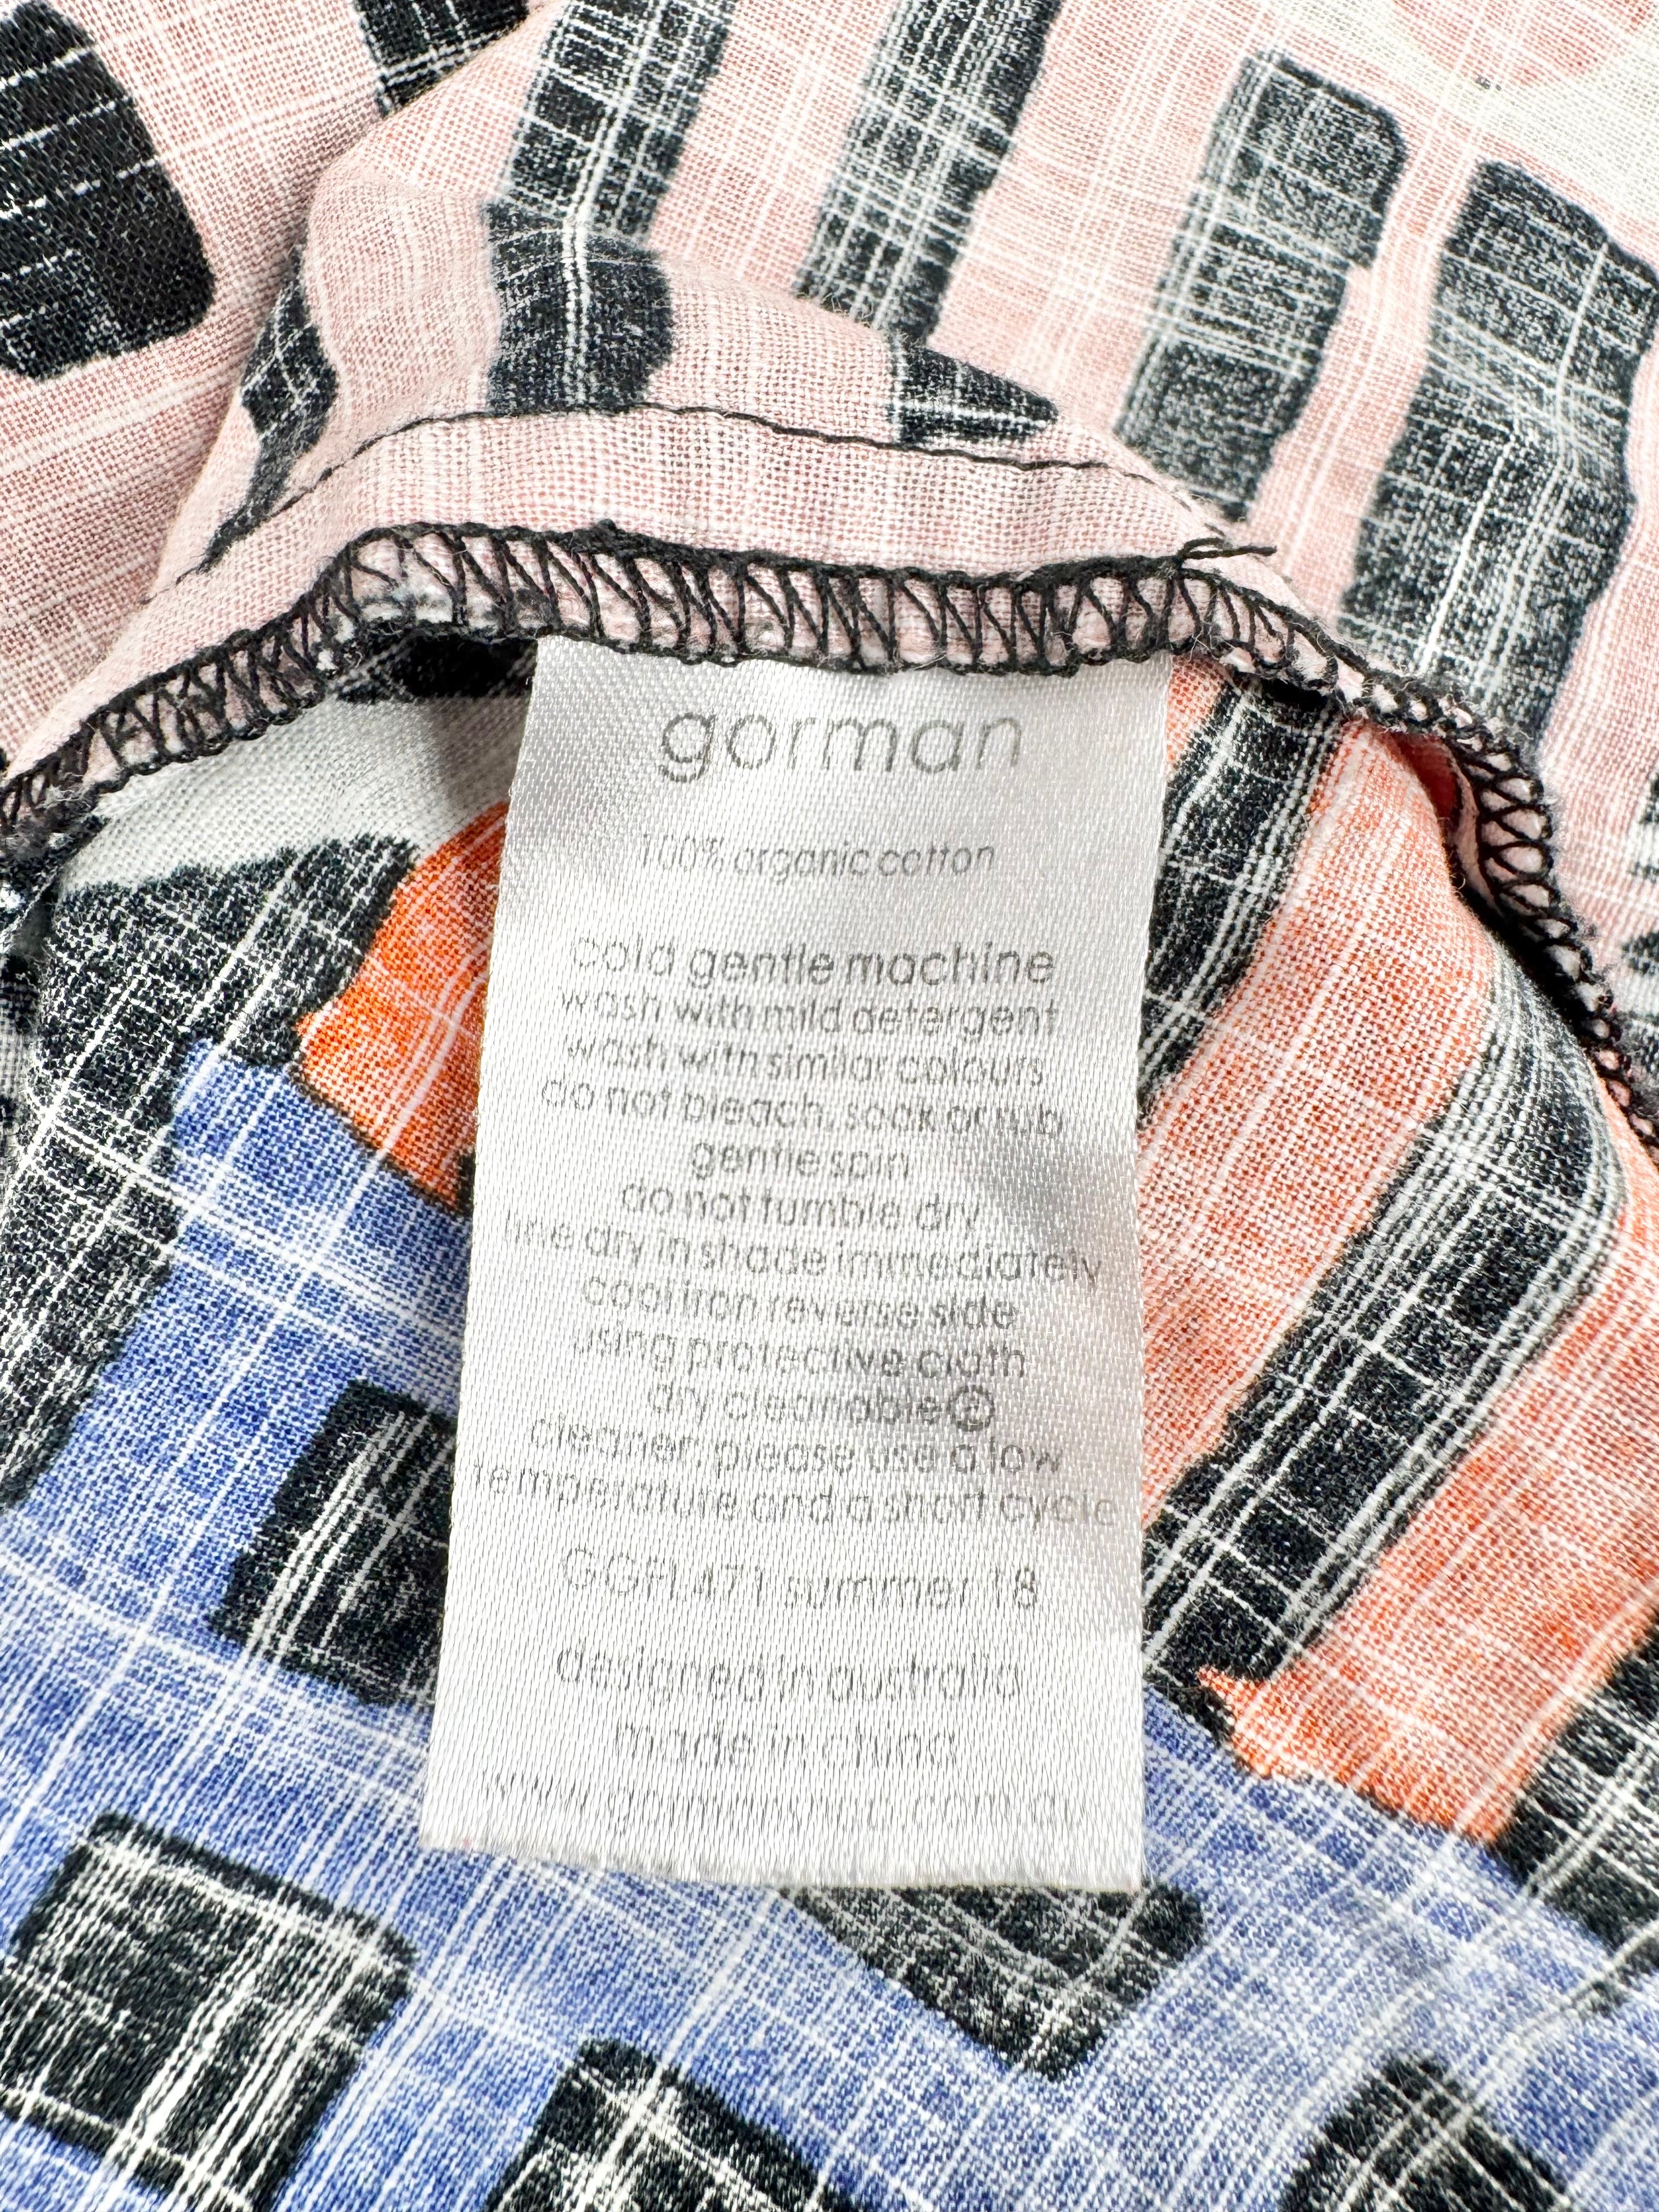 gorman
100% organic cotton
cold gentle machine
wash with mild detergent
wash with similar colours
do not bleach, soak or rub
gentle spin
do not tumble dry
line dry in shade immediately
cool iron reverse side
using protective cloth
dry cleanable
cleaner: please use a low
temperature and a short cycle
summer 18
designed in australia
made in china